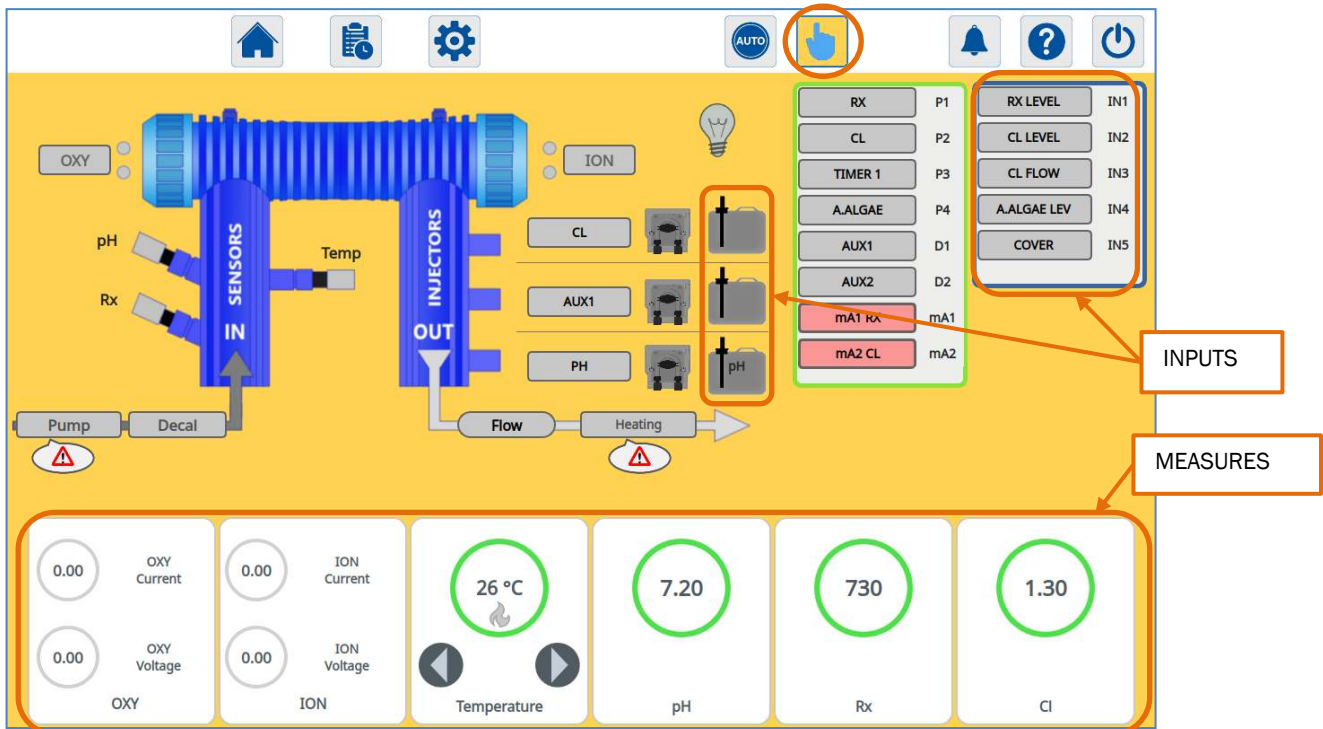 AUTO
?
RX P1
CL P2
TIMER 1 P3
A.ALGAE P4
AUX1 D1
AUX2 D2
mA1 RX mA1
mA2 CL mA2
RX LEVEL IN1
CL LEVEL IN2
CL FLOW IN3
A.ALGAE LEV IN4
COVER IN5
OXY
ION
pH
Rx
Temp
SENSORS
IN
INJECTORS
OUT
CL
AUX1
PH
pH
INPUTS
Pump
Decal
Flow
Heating
MEASURES
0.00
OXY
Current
0.00
OXY
Voltage
OXY
0.00
ION
Current
0.00
ION
Voltage
ION
26 °C
Temperature
7.20
pH
730
Rx
1.30
Cl